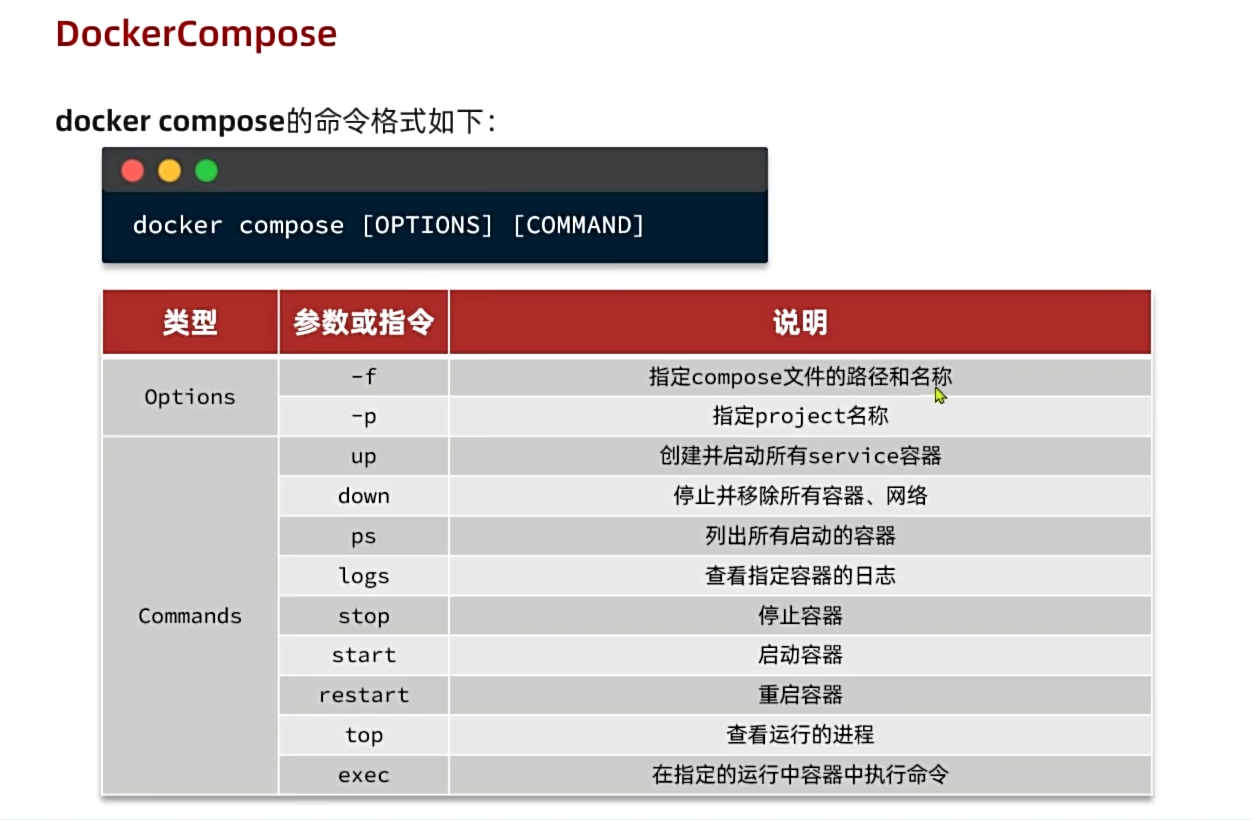 DockerCompose
docker compose的命令格式如下：
docker compose [OPTIONS] [COMMAND]
类型 参数或指令 说明
Options
-f 指定compose文件的路径和名称
-p 指定project名称
Commands
up 创建并启动所有service容器
down 停止并移除所有容器、网络
ps 列出所有启动的容器
logs 查看指定容器的日志
stop 停止容器
start 启动容器
restart 重启容器
top 查看运行的进程
exec 在指定的运行中容器中执行命令